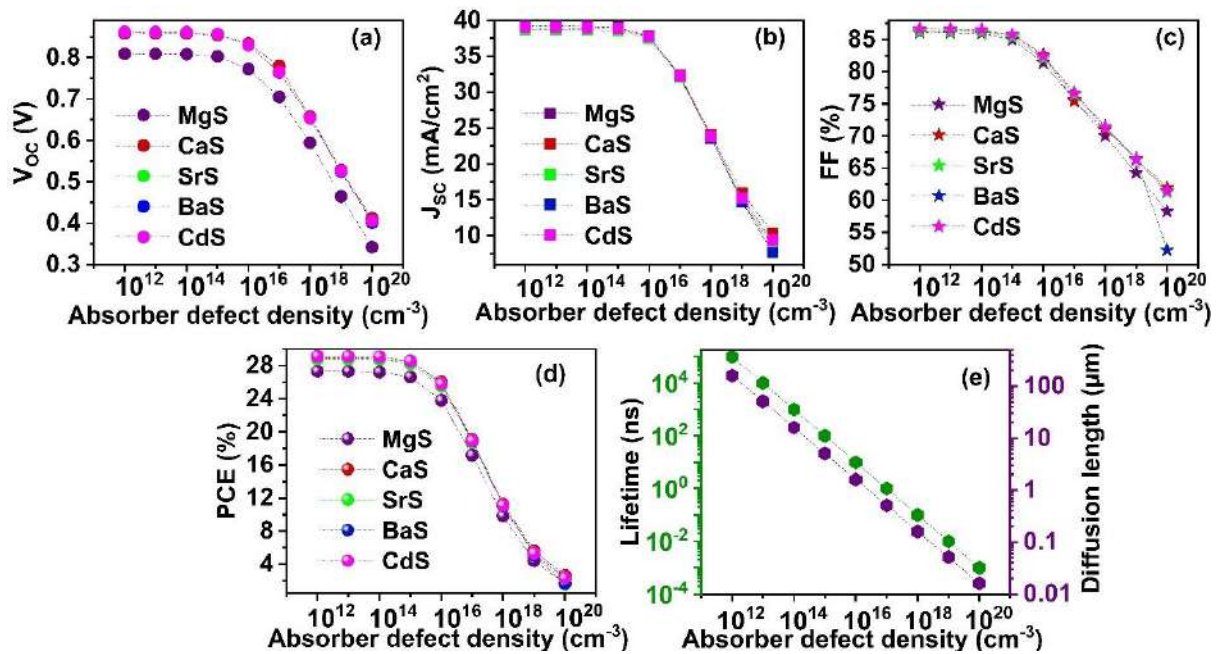 (a)
V_OC (V)
0.8
0.7
0.6
0.5
0.4
0.3
MgS
CaS
SrS
BaS
CdS
10^12 10^14 10^16 10^18 10^20
Absorber defect density (cm^-3)
(b)
J_SC (mA/cm^2)
40
35
30
25
20
15
10
MgS
CaS
SrS
BaS
CdS
10^12 10^14 10^16 10^18 10^20
Absorber defect density (cm^-3)
(c)
FF (%)
85
80
75
70
65
60
55
50
MgS
CaS
SrS
BaS
CdS
10^12 10^14 10^16 10^18 10^20
Absorber defect density (cm^-3)
(d)
PCE (%)
28
24
20
16
12
8
4
MgS
CaS
SrS
BaS
CdS
10^12 10^14 10^16 10^18 10^20
Absorber defect density (cm^-3)
(e)
Lifetime (ns)
10^4
10^2
10^0
10^-2
10^-4
Diffusion length (μm)
100
10
1
0.1
0.01
10^12 10^14 10^16 10^18 10^20
Absorber defect density (cm^-3)